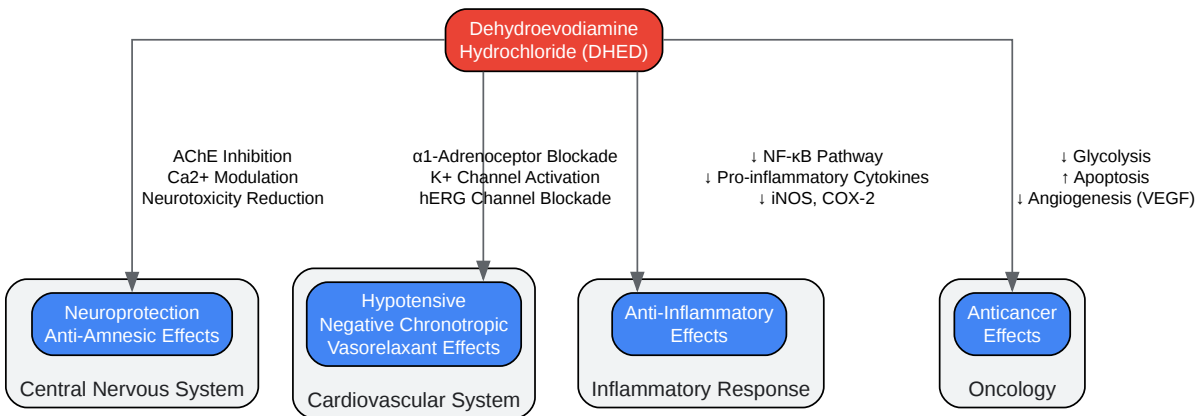 Dehydroevodiamine
Hydrochloride (DHED)
AChE Inhibition
Ca2+ Modulation
Neurotoxicity Reduction
α1-Adrenoceptor Blockade
K+ Channel Activation
hERG Channel Blockade
↓ NF-κB Pathway
↓ Pro-inflammatory Cytokines
↓ iNOS, COX-2
↓ Glycolysis
↑ Apoptosis
↓ Angiogenesis (VEGF)
Neuroprotection
Anti-Amnesic Effects
Central Nervous System
Hypotensive
Negative Chronotropic
Vasorelaxant Effects
Cardiovascular System
Anti-Inflammatory
Effects
Inflammatory Response
Anticancer
Effects
Oncology